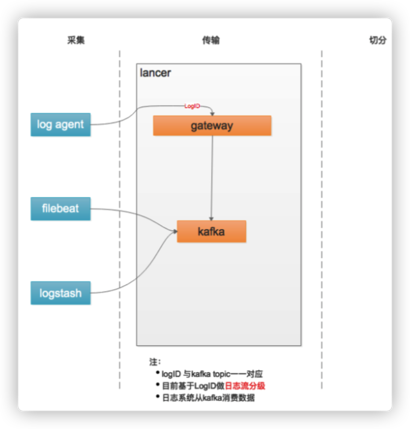 采集 传输 切分
lancer
LogID
log agent
gateway
filebeat
kafka
logstash
注：
• logID 与kafka topic一一对应
• 目前基于LogID做日志流分级
• 日志系统从kafka消费数据